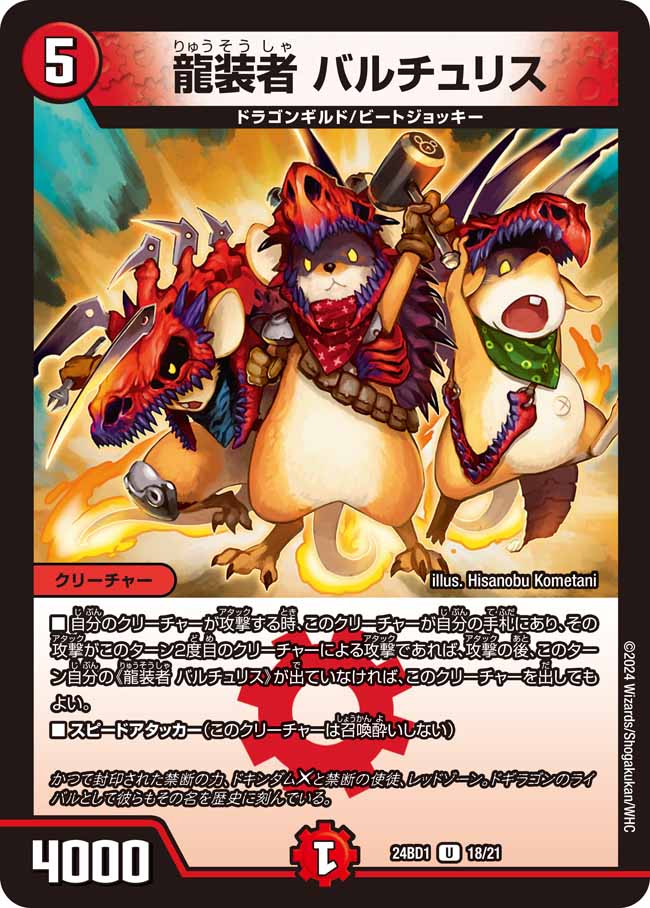 5
りゅうそうしゃ
龍装者 バルチュリス
ドラゴンギルド/ビートジョッキー
クリーチャー
illus. Hisanobu Kometani
■自分のクリーチャーが攻撃する時、このクリーチャーが自分の手札にあり、その
攻撃がこのターン2度目のクリーチャーによる攻撃であれば、攻撃の後、このター
ン自分の《龍装者 バルチュリス》が出ていなければ、このクリーチャーを出しても
よい。
■スピードアタッカー(このクリーチャーは召喚酔いしない)
かつて封印された禁断の力、ドキンダムXと禁断の使徒、レッドゾーン。ドギラゴンのライ
バルとして彼らもその名を歴史に刻んでいる。
©2024 Wizards/Shogakukan/WHC
4000
1
24BD1 U 18/21